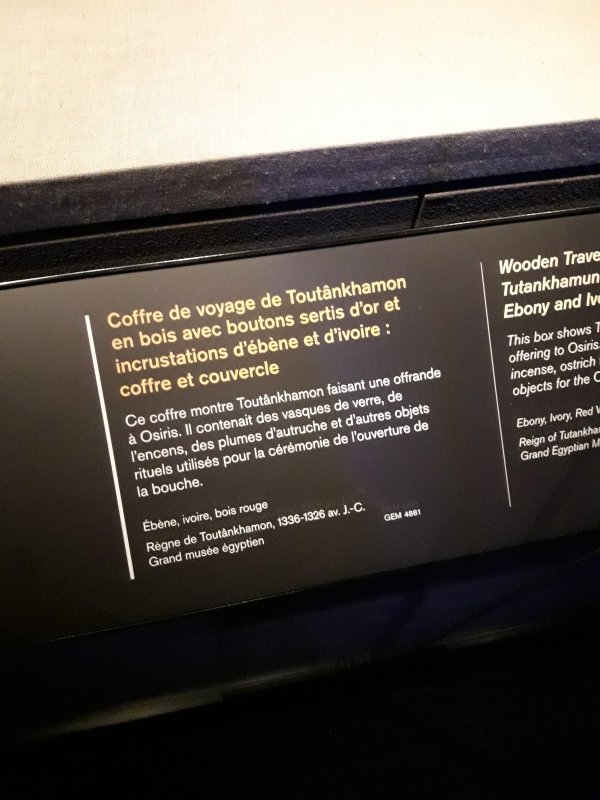 Coffre de voyage de Toutânkhamon
en bois avec boutons sertis d'or et
incrustations d'ébène et d'ivoire :
coffre et couvercle
Ce coffre montre Toutânkhamon faisant une offrande
à Osiris. Il contenait des vasques de verre, de
l'encens, des plumes d'autruche et d'autres objets
rituels utilisés pour la cérémonie de l'ouverture de
la bouche.
Ébène, ivoire, bois rouge
Règne de Toutânkhamon, 1336-1326 av. J.-C.
Grand musée égyptien
GEM 4881
Wooden Trave
Tutankhamun
Ebony and Ivo
This box shows T
offering to Osiris.
incense, ostrich
objects for the O
Ebony, Ivory, Red W
Reign of Tutankha
Grand Egyptian M